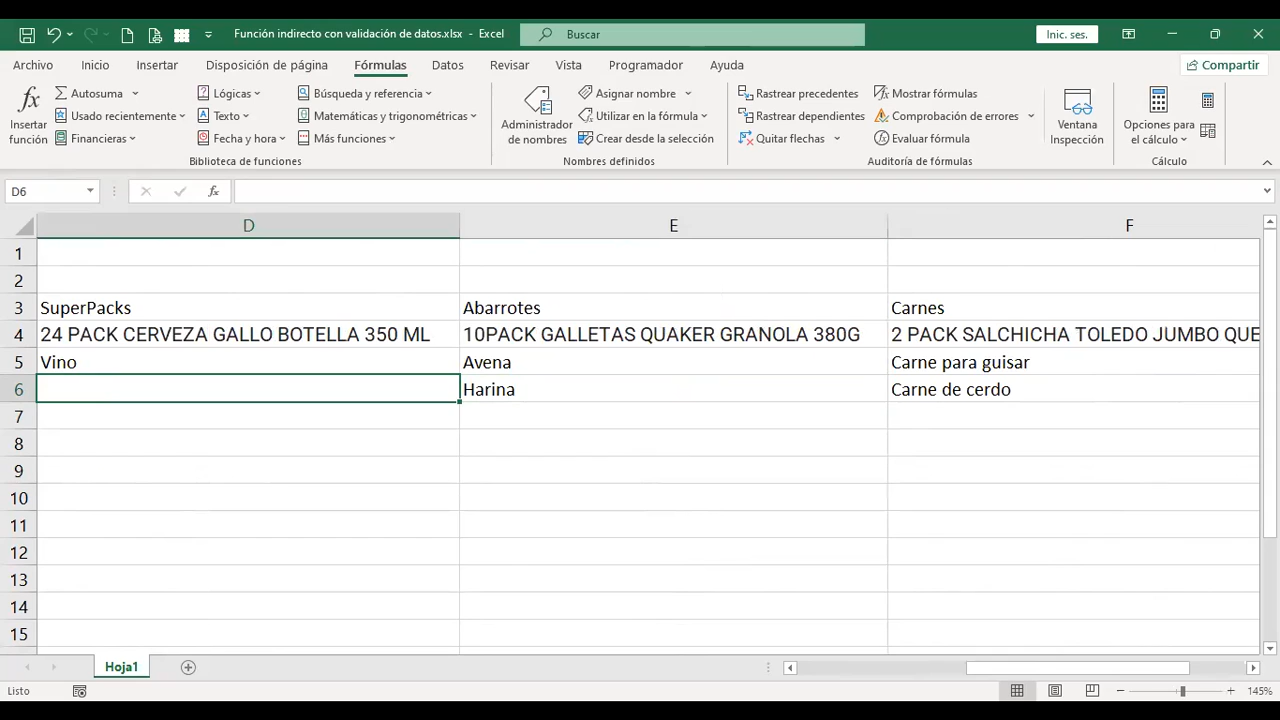 Función indirecto con validación de datos.xlsx - Excel
Buscar
Inic. ses.
Archivo Inicio Insertar Disposición de página Fórmulas Datos Revisar Vista Programador Ayuda Compartir
Insertar función
Autosuma
Usado recientemente
Financieras
Lógicas
Texto
Fecha y hora
Búsqueda y referencia
Matemáticas y trigonométricas
Más funciones
Biblioteca de funciones
Administrador de nombres
Asignar nombre
Utilizar en la fórmula
Crear desde la selección
Nombres definidos
Rastrear precedentes
Rastrear dependientes
Quitar flechas
Mostrar fórmulas
Comprobación de errores
Evaluar fórmula
Auditoría de fórmulas
Ventana Inspección
Opciones para el cálculo
Cálculo
D6 fx
D E F
1
2
3 SuperPacks Abarrotes Carnes
4 24 PACK CERVEZA GALLO BOTELLA 350 ML 10PACK GALLETAS QUAKER GRANOLA 380G 2 PACK SALCHICHA TOLEDO JUMBO QUE
5 Vino Avena Carne para guisar
6 Harina Carne de cerdo
7
8
9
10
11
12
13
14
15
Hoja1
Listo 145%